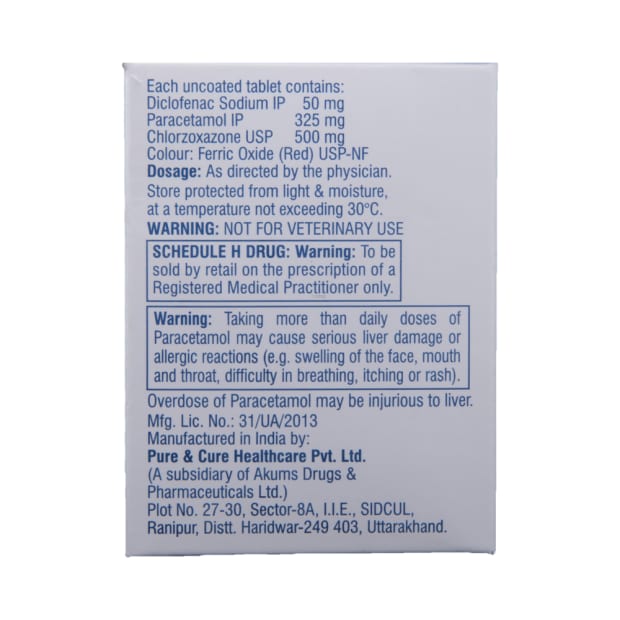 Each uncoated tablet contains:
Diclofenac Sodium IP 50 mg
Paracetamol IP 325 mg
Chlorzoxazone USP 500 mg
Colour: Ferric Oxide (Red) USP-NF
Dosage: As directed by the physician.
Store protected from light & moisture,
at a temperature not exceeding 30°C.
WARNING: NOT FOR VETERINARY USE
SCHEDULE H DRUG: Warning: To be
sold by retail on the prescription of a
Registered Medical Practitioner only.
Warning: Taking more than daily doses of
Paracetamol may cause serious liver damage or
allergic reactions (e.g. swelling of the face, mouth
and throat, difficulty in breathing, itching or rash).
Overdose of Paracetamol may be injurious to liver.
Mfg. Lic. No.: 31/UA/2013
Manufactured in India by:
Pure & Cure Healthcare Pvt. Ltd.
(A subsidiary of Akums Drugs &
Pharmaceuticals Ltd.)
Plot No. 27-30, Sector-8A, I.I.E., SIDCUL,
Ranipur, Distt. Haridwar-249 403, Uttarakhand.